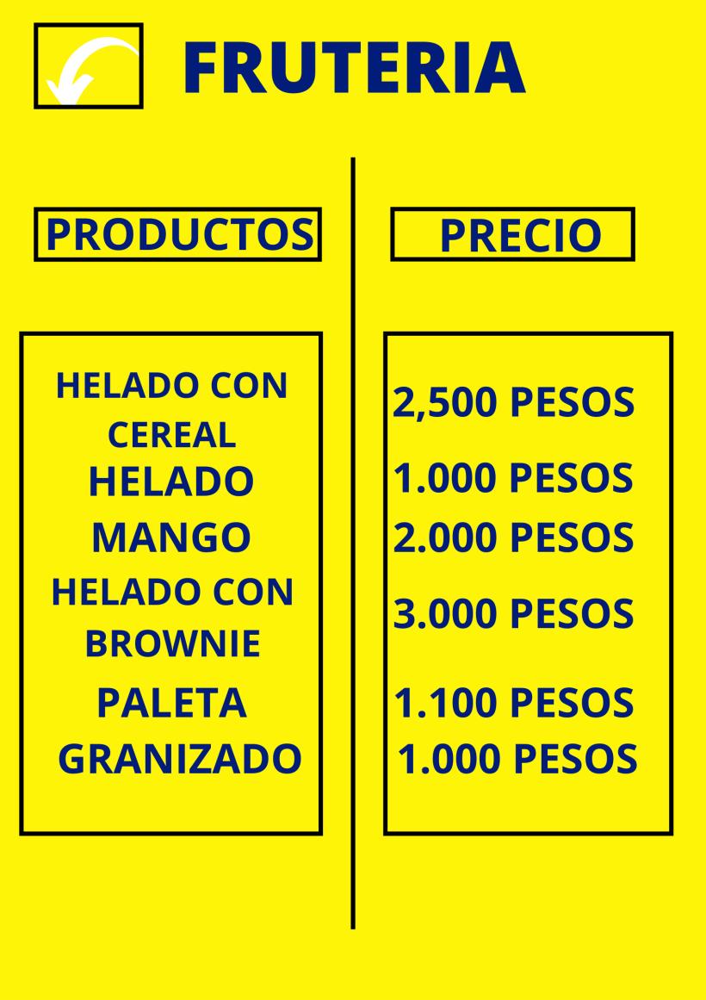 FRUTERIA
PRODUCTOS
PRECIO
HELADO CON
CEREAL
2,500 PESOS
HELADO
1.000 PESOS
MANGO
2.000 PESOS
HELADO CON
BROWNIE
3.000 PESOS
PALETA
1.100 PESOS
GRANIZADO
1.000 PESOS